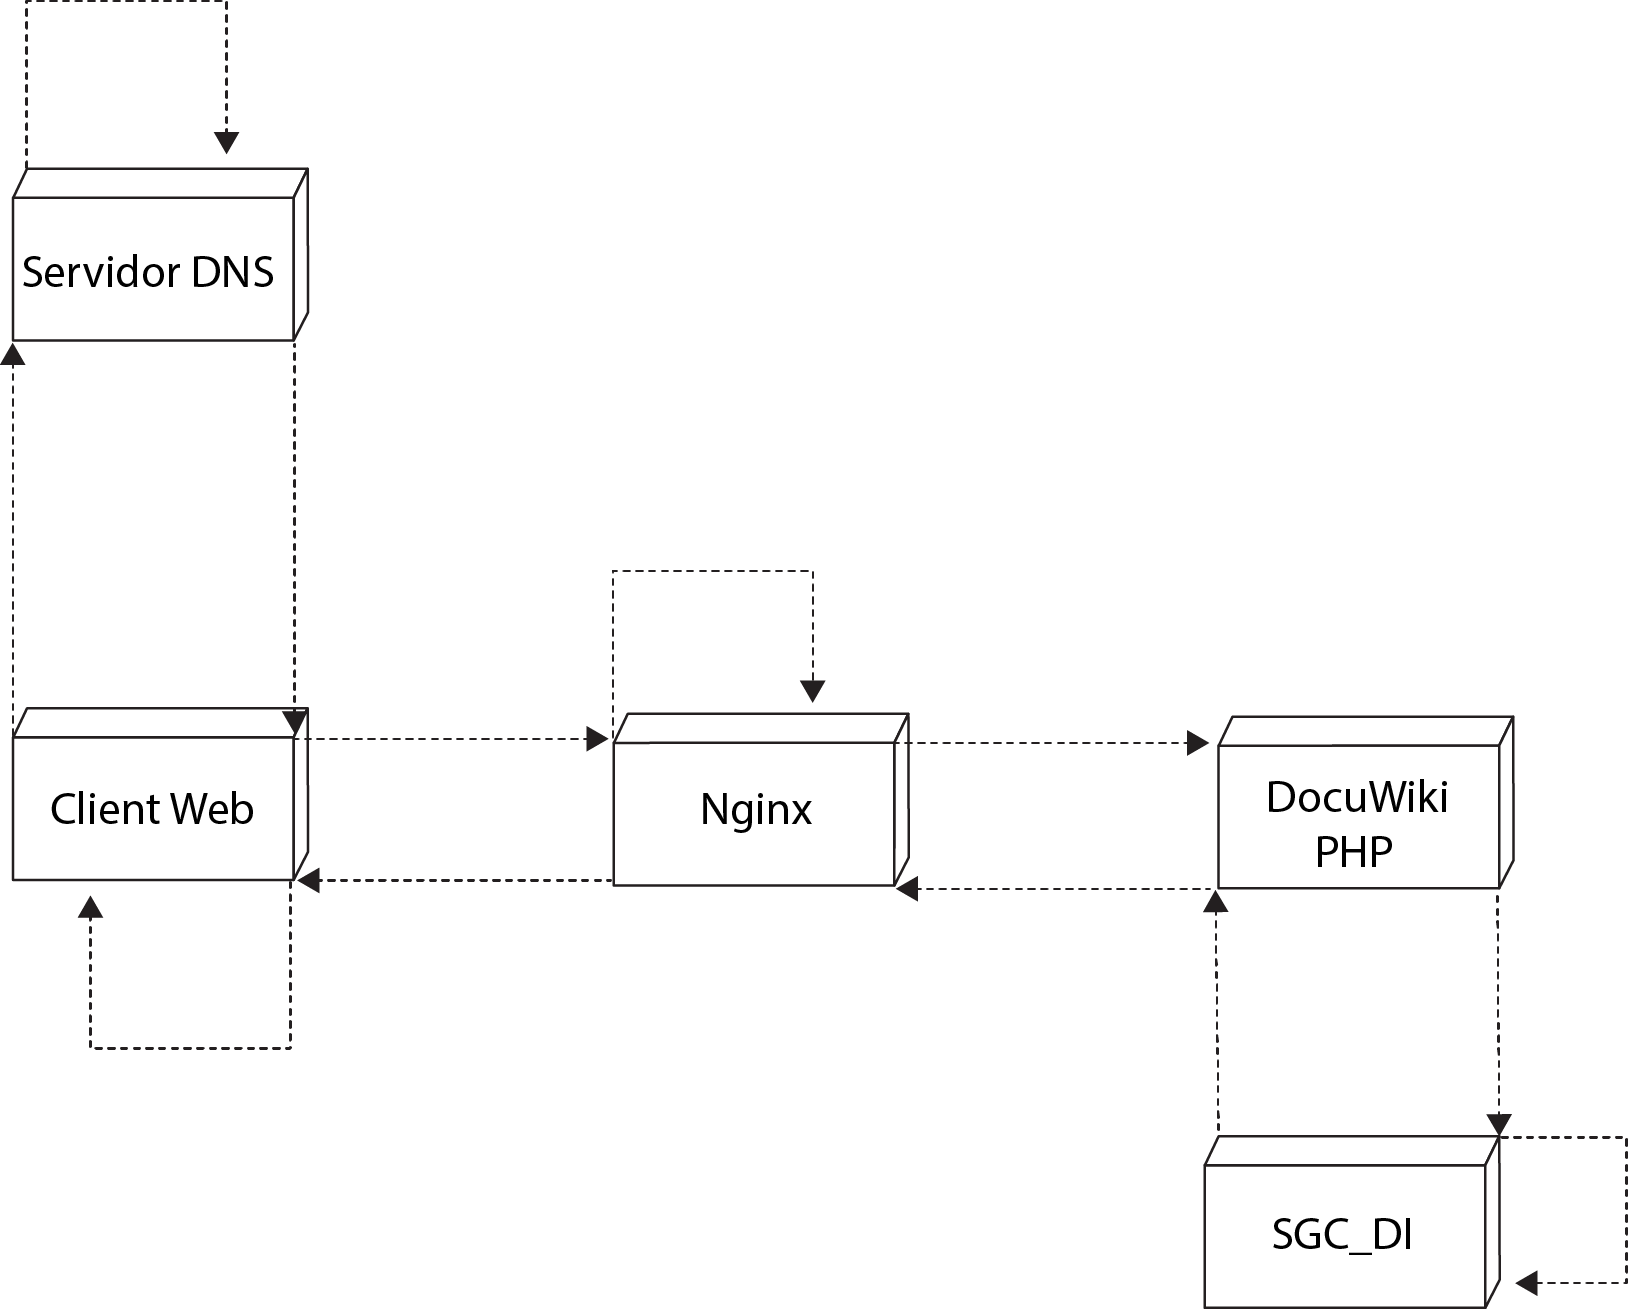 Servidor DNS
Client Web
Nginx
DocuWiki
PHP
SGC_DI